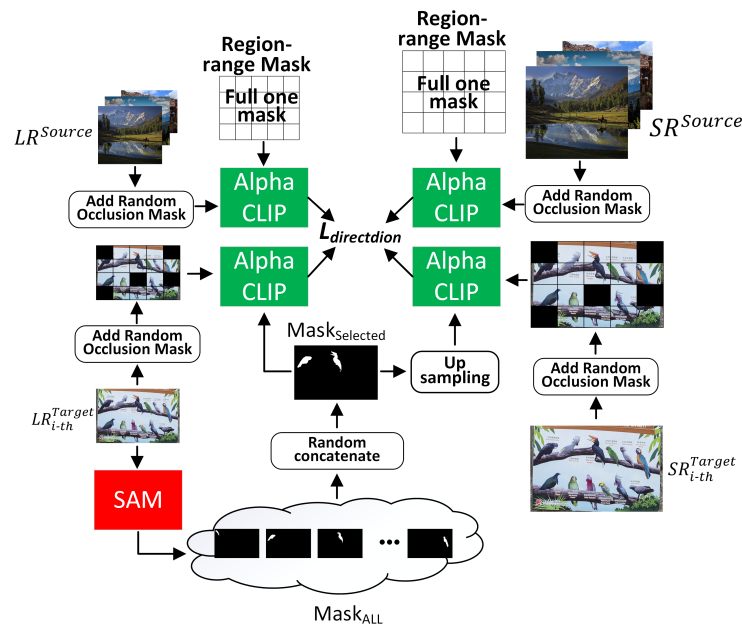 Region-
range Mask
Full one
mask
Region-
range Mask
Full one
mask
LR^Source
SR^Source
Add Random
Occlusion Mask
Alpha
CLIP
Alpha
CLIP
Add Random
Occlusion Mask
L_directdion
Alpha
CLIP
Alpha
CLIP
Add Random
Occlusion Mask
Mask_Selected
Up
sampling
Add Random
Occlusion Mask
LR^Target_i-th
Random
concatenate
SR^Target_i-th
SAM
•••
Mask_ALL